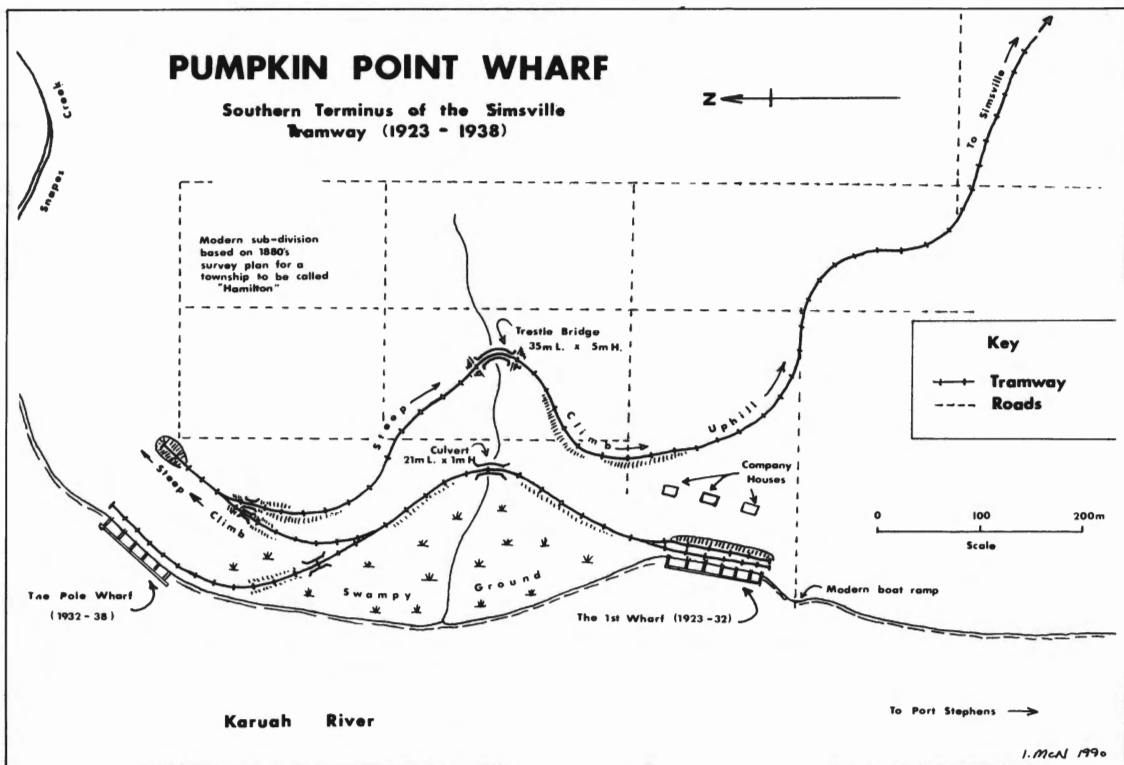 PUMPKIN POINT WHARF
Southern Terminus of the Simsville
Tramway (1923 - 1938)
Creek
Snapes
N
To Simsville
Modern sub-division
based on 1880's
survey plan for a
township to be called
"Hamilton"
Trestle Bridge
35m L. x 5m H.
Key
Tramway
Roads
Steep
Climb
Uphill
Culvert
21m L. x 1m H
Company
Houses
Steep
Climb
0 100 200m
Scale
Swampy
Ground
The Pole Wharf
(1932-38)
The 1st Wharf (1923-32)
Modern boat ramp
Karuah River
To Port Stephens
I. McN 1990